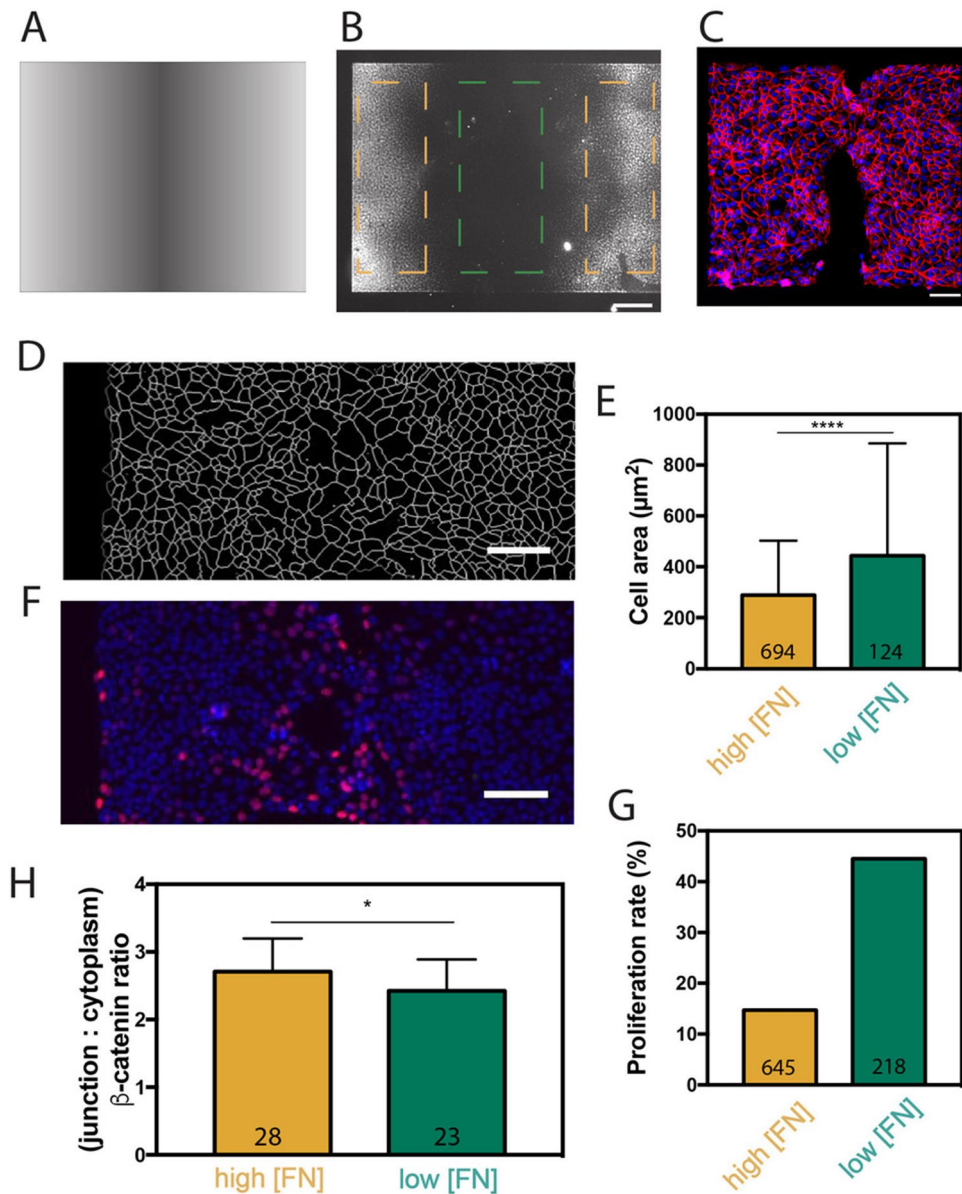 A
B
C
D
E
1000
800
600
400
200
0
Cell area (µm²)
****
694
124
high [FN]
low [FN]
F
G
50
40
30
20
10
0
Proliferation rate (%)
645
218
high [FN]
low [FN]
H
4
3
2
1
0
(junction : cytoplasm)
β-catenin ratio
*
28
23
high [FN]
low [FN]